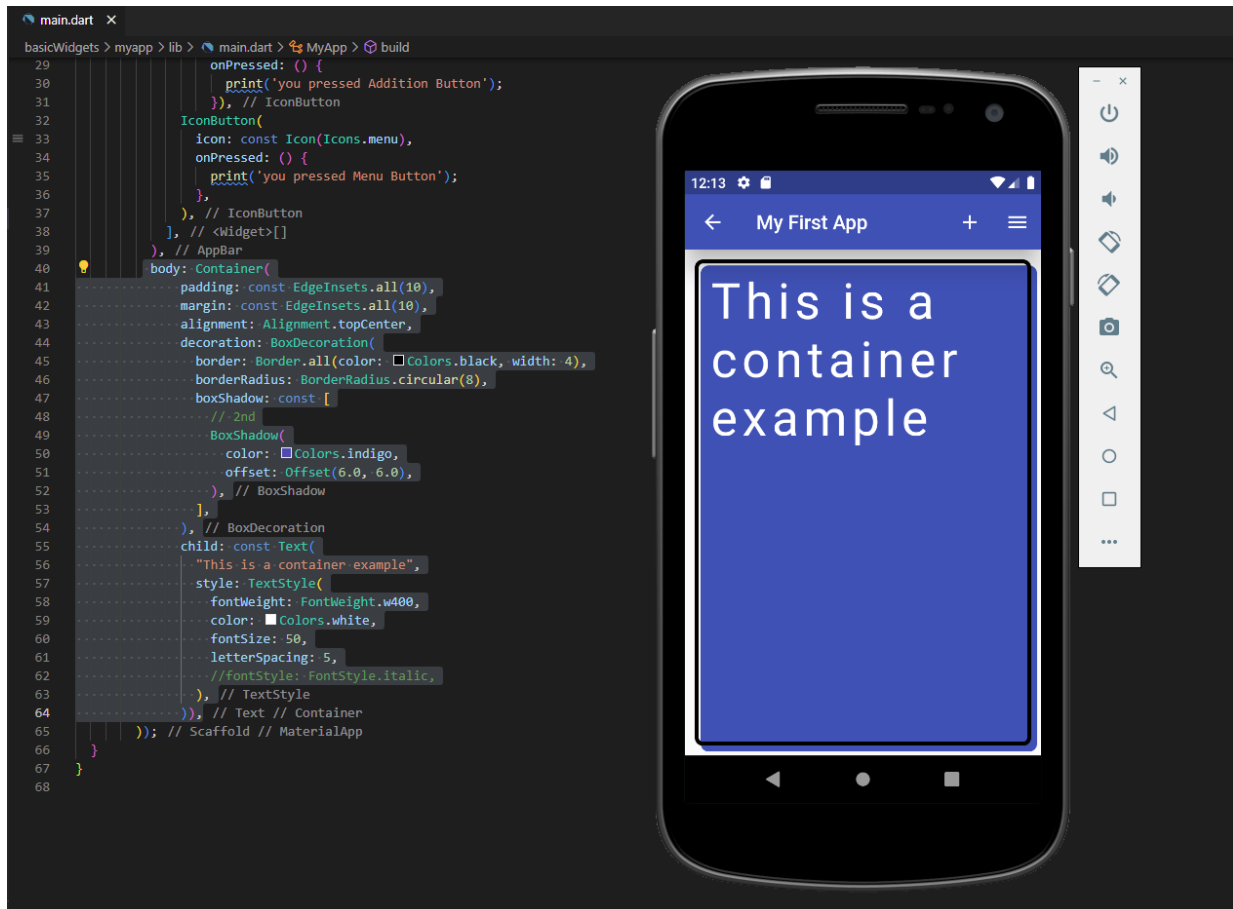 main.dart
basicWidgets > myapp > lib > main.dart > MyApp > build
29 onPressed: () {
30 print('you pressed Addition Button');
31 }), // IconButton
32 IconButton(
33 icon: const Icon(Icons.menu),
34 onPressed: () {
35 print('you pressed Menu Button');
36 },
37 ), // IconButton
38 ], // <Widget>[]
39 ), // AppBar
40 body: Container(
41 padding: const EdgeInsets.all(10),
42 margin: const EdgeInsets.all(10),
43 alignment: Alignment.topCenter,
44 decoration: BoxDecoration(
45 border: Border.all(color: Colors.black, width: 4),
46 borderRadius: BorderRadius.circular(8),
47 boxShadow: const [
48 // 2nd
49 BoxShadow(
50 color: Colors.indigo,
51 offset: Offset(6.0, 6.0),
52 ), // BoxShadow
53 ],
54 ), // BoxDecoration
55 child: const Text(
56 "This is a container example",
57 style: TextStyle(
58 fontWeight: FontWeight.w400,
59 color: Colors.white,
60 fontSize: 50,
61 letterSpacing: 5,
62 //fontStyle: FontStyle.italic,
63 ), // TextStyle
64 )), // Text // Container
65 )); // Scaffold // MaterialApp
66 }
67 }
68
12:13
My First App
This is a
container
example